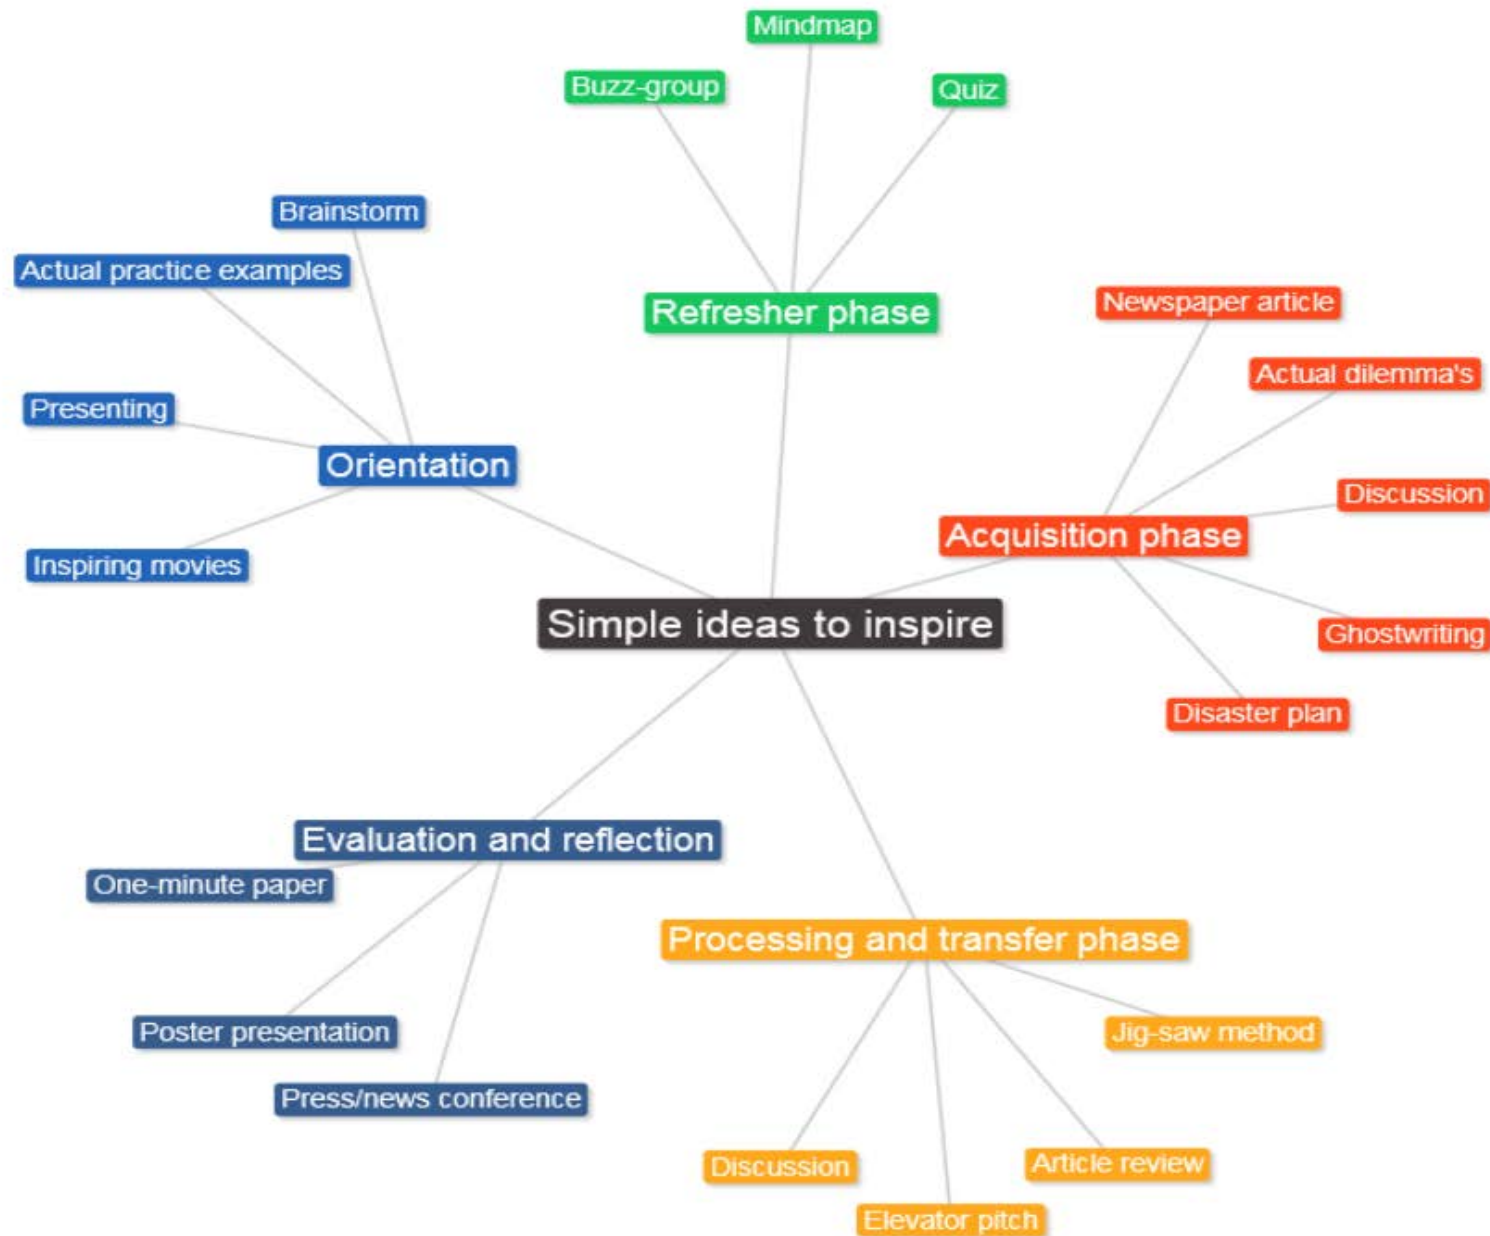 Mindmap
Buzz-group
Quiz
Refresher phase
Brainstorm
Actual practice examples
Presenting
Orientation
Inspiring movies
Newspaper article
Actual dilemma's
Discussion
Acquisition phase
Ghostwriting
Disaster plan
Simple ideas to inspire
Evaluation and reflection
One-minute paper
Poster presentation
Press/news conference
Processing and transfer phase
Jig-saw method
Discussion
Article review
Elevator pitch